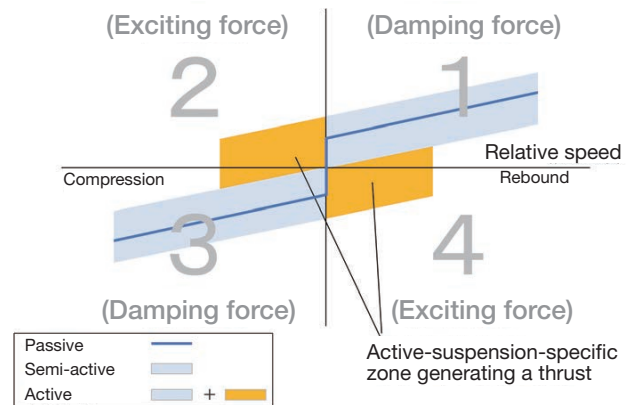 (Exciting force)
(Damping force)
2
1
Relative speed
Compression
Rebound
3
4
(Damping force)
(Exciting force)
Passive
Semi-active
Active
+
Active-suspension-specific
zone generating a thrust